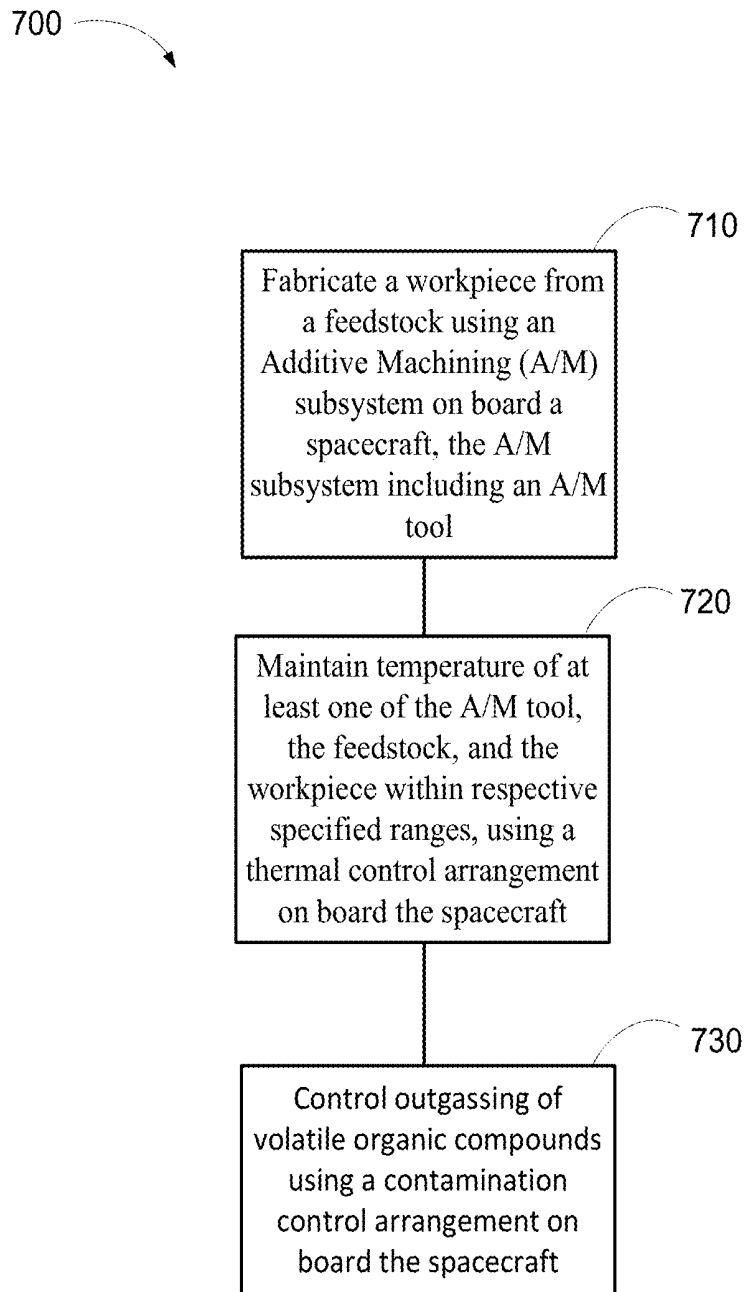 700
710
Fabricate a workpiece from
a feedstock using an
Additive Machining (A/M)
subsystem on board a
spacecraft, the A/M
subsystem including an A/M
tool
720
Maintain temperature of at
least one of the A/M tool,
the feedstock, and the
workpiece within respective
specified ranges, using a
thermal control arrangement
on board the spacecraft
730
Control outgassing of
volatile organic compounds
using a contamination
control arrangement on
board the spacecraft